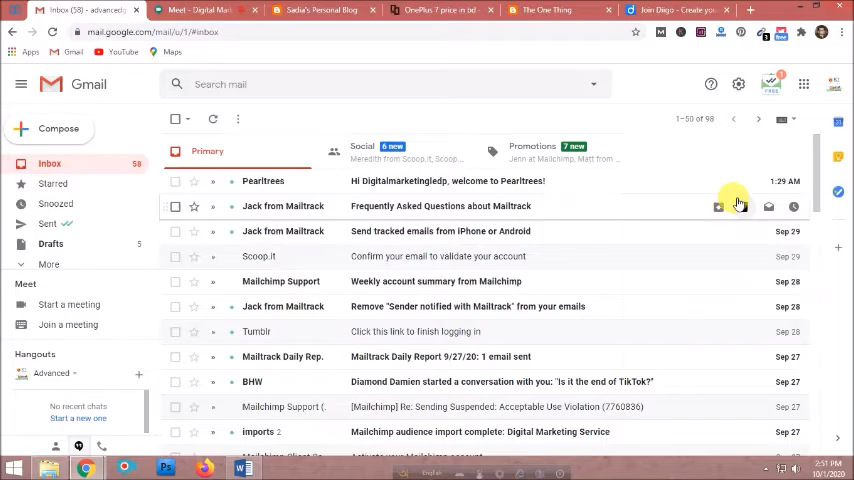 Inbox (58) - advancedg
Meet - Digital Mar
Sadia's Personal Blog
OnePlus 7 price in bd -
The One Thing
Join Diigo - Create you
mail.google.com/mail/u/1/#inbox
Apps
Gmail
YouTube
Maps
Gmail
Search mail
1
FREE
Compose
1–50 of 98
Inbox
58
Primary
Social
6 new
Meredith from Scoop.it, Scoop...
Promotions
7 new
Jenn at Mailchimp, Matt from ...
Starred
Snoozed
Sent
Drafts
5
More
Pearltrees
Hi Digitalmarketingledp, welcome to Pearltrees!
1:29 AM
Jack from Mailtrack
Frequently Asked Questions about Mailtrack
Jack from Mailtrack
Send tracked emails from iPhone or Android
Sep 29
Scoop.it
Confirm your email to validate your account
Sep 29
Mailchimp Support
Weekly account summary from Mailchimp
Sep 28
Jack from Mailtrack
Remove "Sender notified with Mailtrack" from your emails
Sep 28
Tumblr
Click this link to finish logging in
Sep 28
Mailtrack Daily Rep.
Mailtrack Daily Report 9/27/20: 1 email sent
Sep 27
BHW
Diamond Damien started a conversation with you: "Is it the end of TikTok?"
Sep 27
Mailchimp Support (.
[Mailchimp] Re: Sending Suspended: Acceptable Use Violation (7760836)
Sep 27
imports 2
Mailchimp audience import complete: Digital Marketing Service
Sep 27
Meet
Start a meeting
Join a meeting
Hangouts
Advanced
No recent chats
Start a new one
English
2:51 PM
10/1/2020